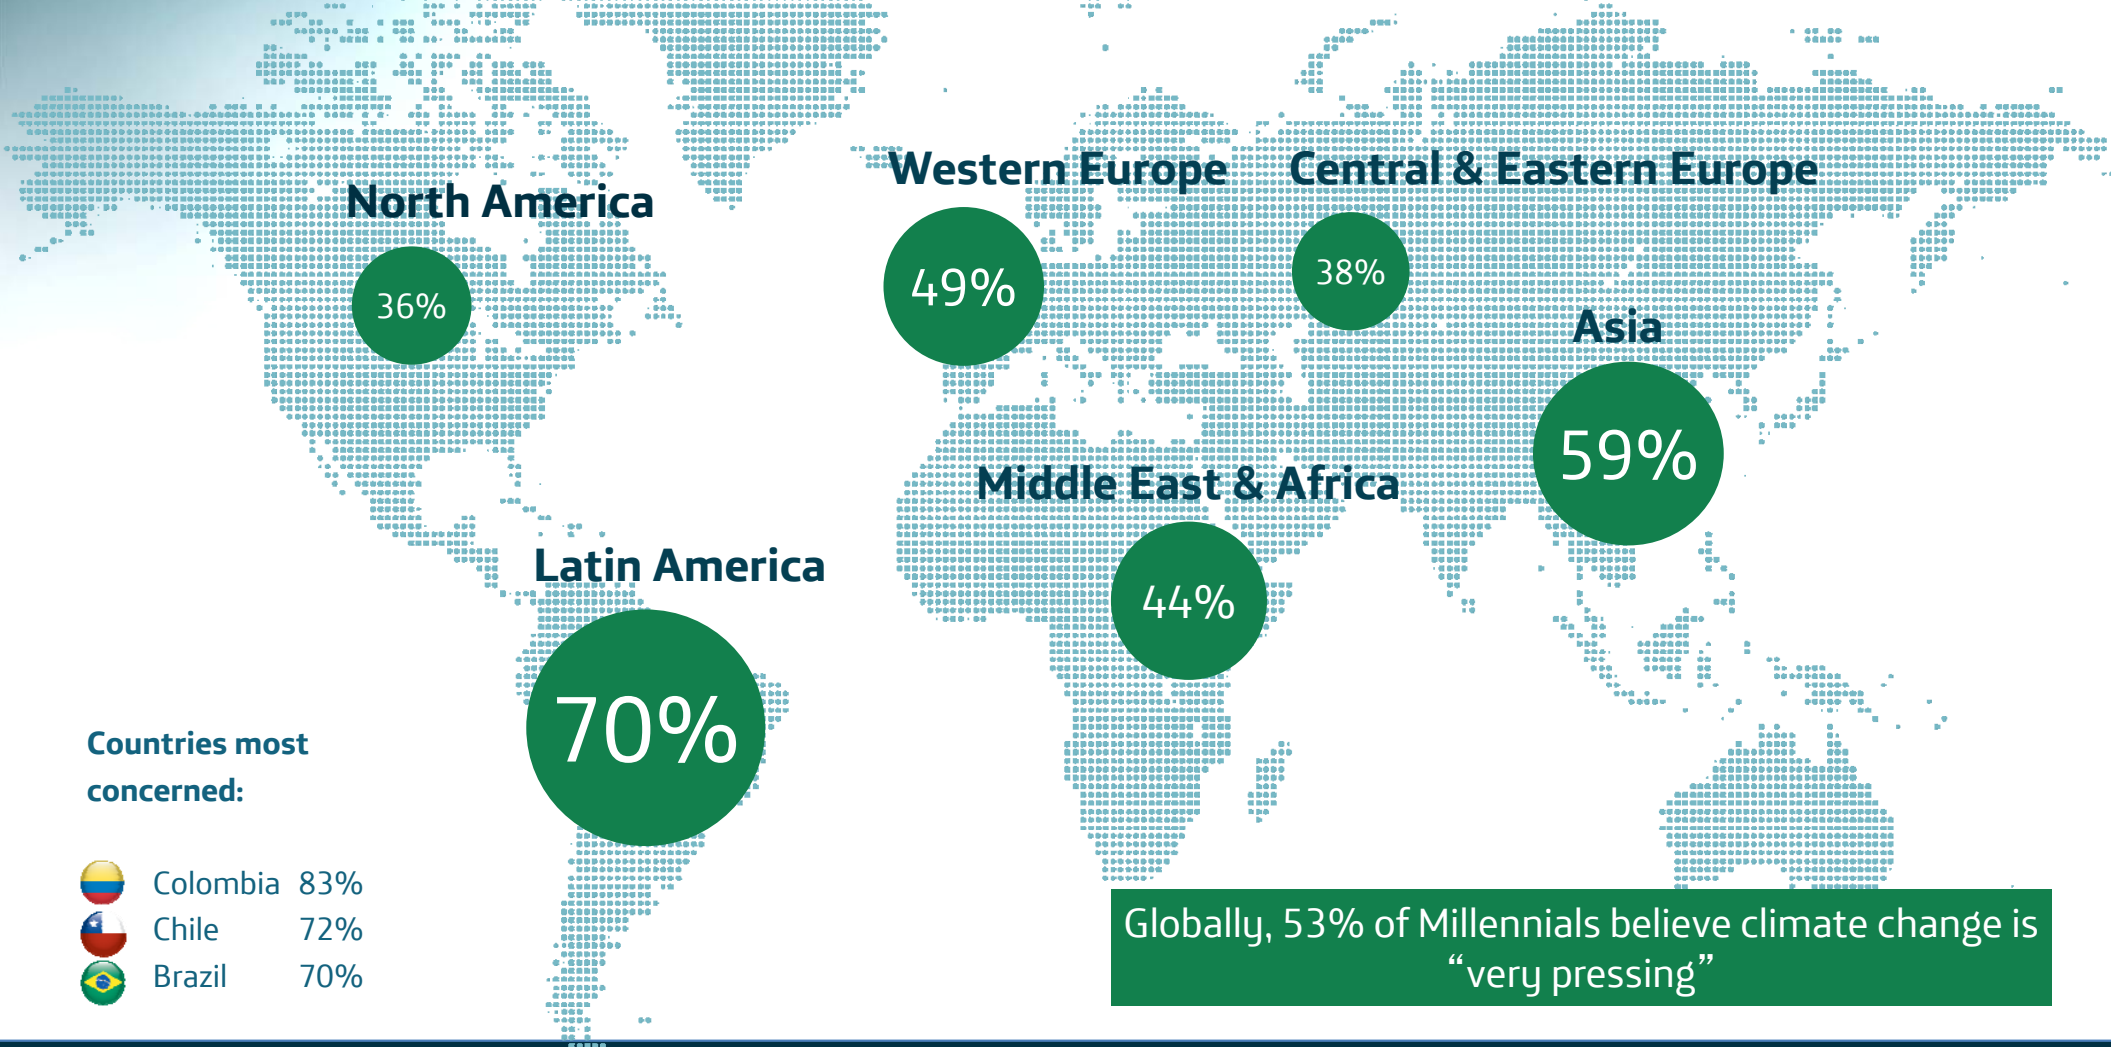 Western Europe
Central & Eastern Europe
North America
49%
38%
36%
Asia
59%
Middle East & Africa
44%
Latin America
70%
Countries most
concerned:
Colombia 83%
Chile 72%
Brazil 70%
Globally, 53% of Millennials believe climate change is
“very pressing”